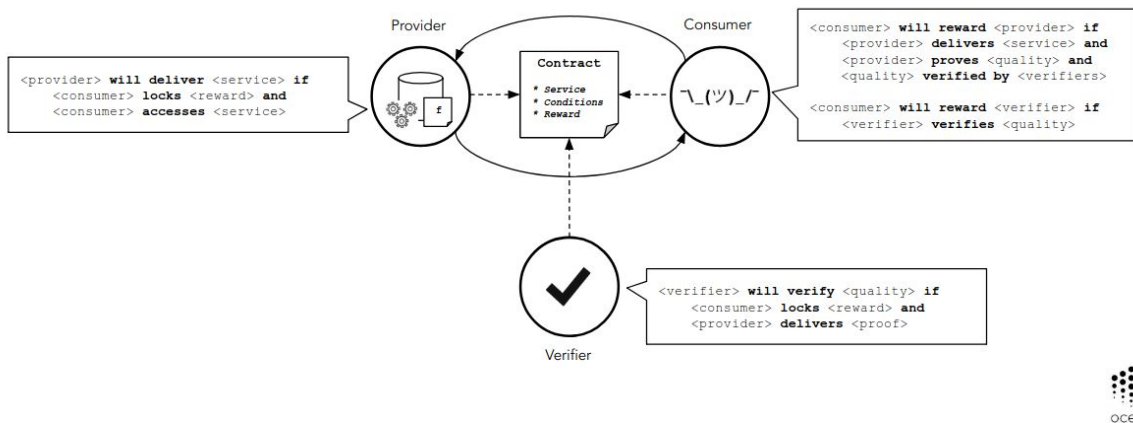 Provider
Consumer
<provider> will deliver <service> if
<consumer> locks <reward> and
<consumer> accesses <service>
f
Contract
* Service
* Conditions
* Reward
¯\_(ツ)_/¯
<consumer> will reward <provider> if
<provider> delivers <service> and
<provider> proves <quality> and
<quality> verified by <verifiers>
<consumer> will reward <verifier> if
<verifier> verifies <quality>
<verifier> will verify <quality> if
<consumer> locks <reward> and
<provider> delivers <proof>
Verifier